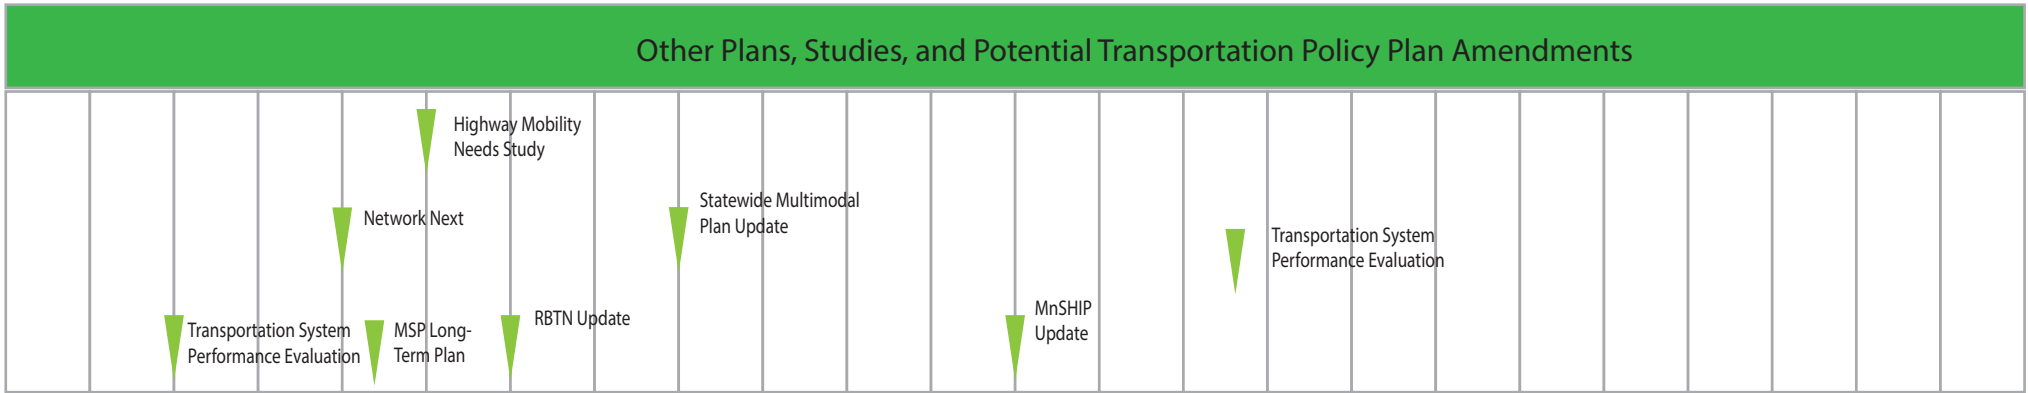 Other Plans, Studies, and Potential Transportation Policy Plan Amendments
Highway Mobility
Needs Study
Network Next
Statewide Multimodal
Plan Update
Transportation System
Performance Evaluation
Transportation System
Performance Evaluation
MSP Long-
Term Plan
RBTN Update
MnSHIP
Update